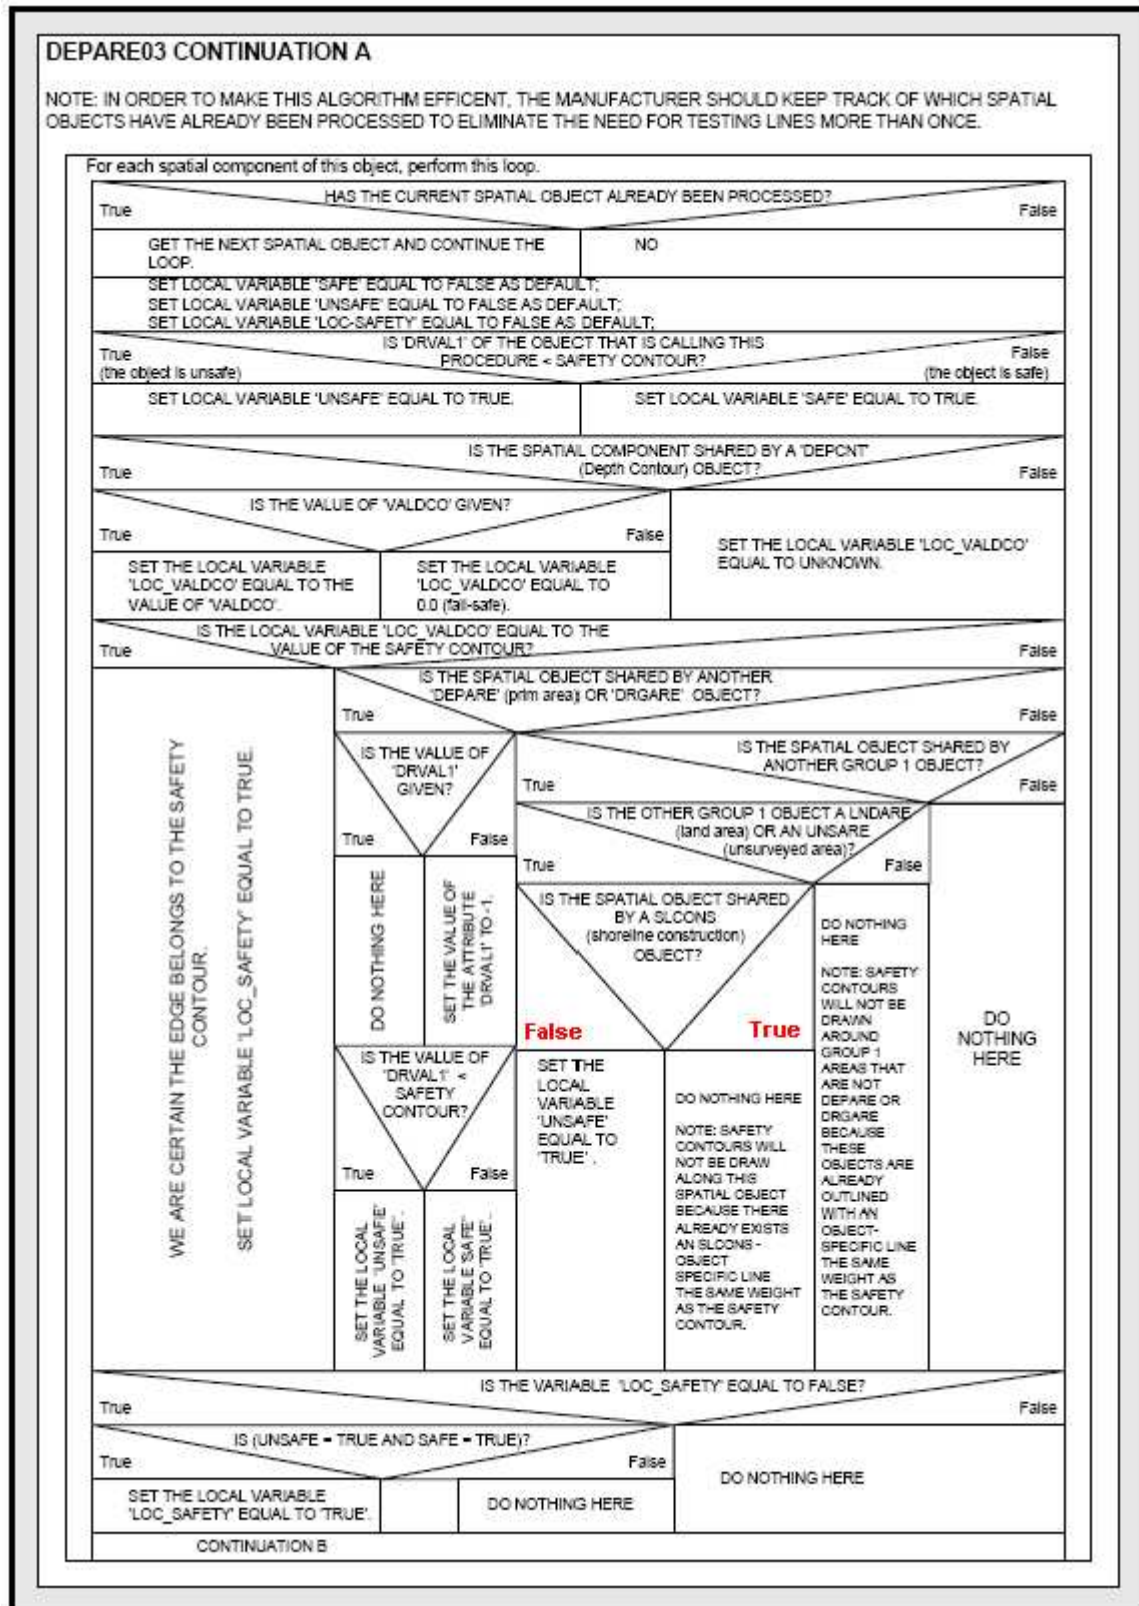 DEPARE03 CONTINUATION A
NOTE: IN ORDER TO MAKE THIS ALGORITHM EFFICENT, THE MANUFACTURER SHOULD KEEP TRACK OF WHICH SPATIAL
OBJECTS HAVE ALREADY BEEN PROCESSED TO ELIMINATE THE NEED FOR TESTING LINES MORE THAN ONCE.
For each spatial component of this object, perform this loop.
HAS THE CURRENT SPATIAL OBJECT ALREADY BEEN PROCESSED?
True
False
GET THE NEXT SPATIAL OBJECT AND CONTINUE THE
LOOP.
NO
SET LOCAL VARIABLE 'SAFE' EQUAL TO FALSE AS DEFAULT;
SET LOCAL VARIABLE 'UNSAFE' EQUAL TO FALSE AS DEFAULT;
SET LOCAL VARIABLE 'LOC-SAFETY' EQUAL TO FALSE AS DEFAULT;
IS 'DRVAL1' OF THE OBJECT THAT IS CALLING THIS
PROCEDURE < SAFETY CONTOUR?
True
(the object is unsafe)
False
(the object is safe)
SET LOCAL VARIABLE 'UNSAFE' EQUAL TO TRUE.
SET LOCAL VARIABLE 'SAFE' EQUAL TO TRUE.
IS THE SPATIAL COMPONENT SHARED BY A 'DEPCNT'
(Depth Contour) OBJECT?
True
False
IS THE VALUE OF 'VALDCO' GIVEN?
True
False
SET THE LOCAL VARIABLE
'LOC_VALDCO' EQUAL TO THE
VALUE OF 'VALDCO'.
SET THE LOCAL VARIABLE
'LOC_VALDCO' EQUAL TO
0.0 (fail-safe).
SET THE LOCAL VARIABLE 'LOC_VALDCO'
EQUAL TO UNKNOWN.
IS THE LOCAL VARIABLE 'LOC_VALDCO' EQUAL TO THE
VALUE OF THE SAFETY CONTOUR?
True
False
WE ARE CERTAIN THE EDGE BELONGS TO THE SAFETY
CONTOUR.
SET LOCAL VARIABLE 'LOC_SAFETY EQUAL TO TRUE.
IS THE SPATIAL OBJECT SHARED BY ANOTHER
'DEPARE' (prim area) OR 'DRGARE' OBJECT?
True
False
IS THE VALUE OF
'DRVAL1'
GIVEN?
True
False
DO NOTHING HERE
SET THE VALUE OF
THE ATTRIBUTE
'DRVAL1' TO -1.
IS THE VALUE OF
'DRVAL1' <
SAFETY
CONTOUR?
True
False
SET THE LOCAL
VARIABLE 'UNSAFE'
EQUAL TO 'TRUE'.
SET THE LOCAL
VARIABLE 'SAFE'
EQUAL TO 'TRUE'.
IS THE SPATIAL OBJECT SHARED BY
ANOTHER GROUP 1 OBJECT?
True
False
IS THE OTHER GROUP 1 OBJECT A LNDARE
(land area) OR AN UNSARE
(unsurveyed area)?
True
False
IS THE SPATIAL OBJECT SHARED
BY A SLCONS
(shoreline construction)
OBJECT?
False
True
SET THE
LOCAL
VARIABLE
'UNSAFE'
EQUAL TO
'TRUE' .
DO NOTHING HERE
NOTE: SAFETY
CONTOURS WILL
NOT BE DRAW
ALONG THIS
SPATIAL OBJECT
BECAUSE THERE
ALREADY EXISTS
AN SLCONS -
OBJECT
SPECIFIC LINE
THE SAME WEIGHT
AS THE SAFETY
CONTOUR.
DO NOTHING
HERE
NOTE: SAFETY
CONTOURS
WILL NOT BE
DRAWN
AROUND
GROUP 1
AREAS THAT
ARE NOT
DEPARE OR
DRGARE
BECAUSE
THESE
OBJECTS ARE
ALREADY
OUTLINED
WITH AN
OBJECT-
SPECIFIC LINE
THE SAME
WEIGHT AS
THE SAFETY
CONTOUR.
DO
NOTHING
HERE
IS THE VARIABLE 'LOC_SAFETY' EQUAL TO FALSE?
True
False
IS (UNSAFE = TRUE AND SAFE = TRUE)?
True
False
SET THE LOCAL VARIABLE
'LOC_SAFETY' EQUAL TO 'TRUE'.
DO NOTHING HERE
DO NOTHING HERE
CONTINUATION B